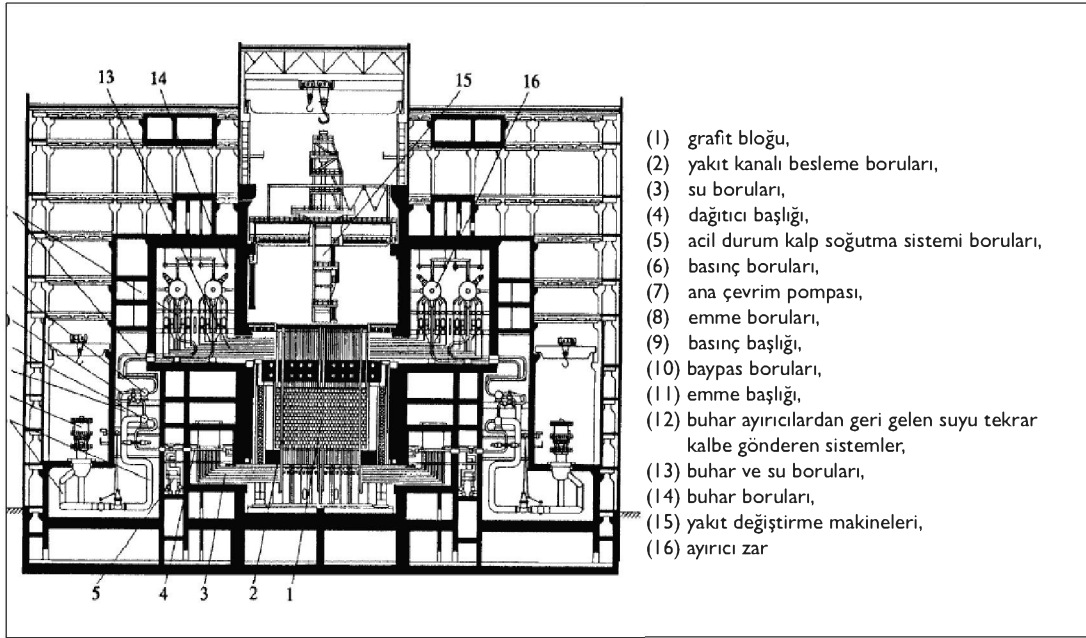 13
14
15
16
5
4
3
2
1
(1) grafit bloğu,
(2) yakıt kanalı besleme boruları,
(3) su boruları,
(4) dağıtıcı başlığı,
(5) acil durum kalp soğutma sistemi boruları,
(6) basınç boruları,
(7) ana çevrim pompası,
(8) emme boruları,
(9) basınç başlığı,
(10) baypas boruları,
(11) emme başlığı,
(12) buhar ayırıcılardan geri gelen suyu tekrar
kalbe gönderen sistemler,
(13) buhar ve su boruları,
(14) buhar boruları,
(15) yakıt değiştirme makineleri,
(16) ayırıcı zar